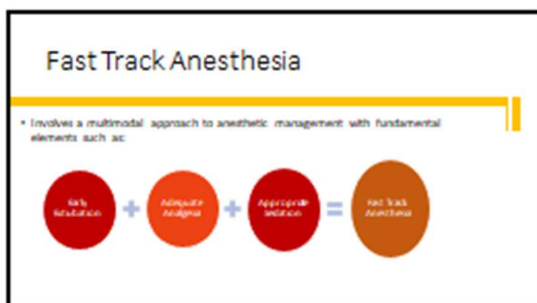 Fast Track Anesthesia
• Involves a multimodal approach to anesthetic management with fundamental
elements such as:
Early
Extubation
+
Adequate
Analgesia
+
Appropriate
Sedation
=
Fast Track
Anesthesia